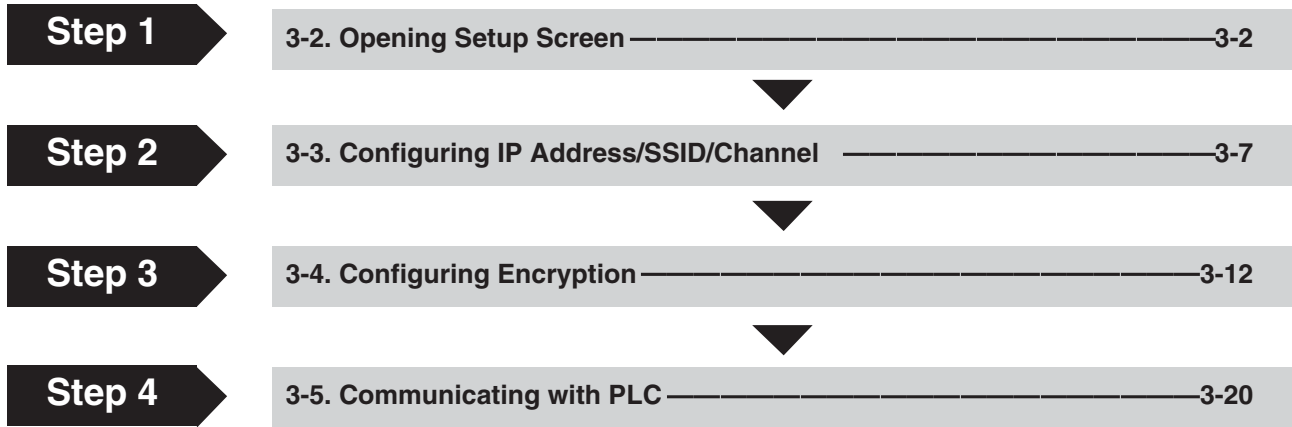 Step 1 3-2. Opening Setup Screen 3-2
Step 2 3-3. Configuring IP Address/SSID/Channel 3-7
Step 3 3-4. Configuring Encryption 3-12
Step 4 3-5. Communicating with PLC 3-20